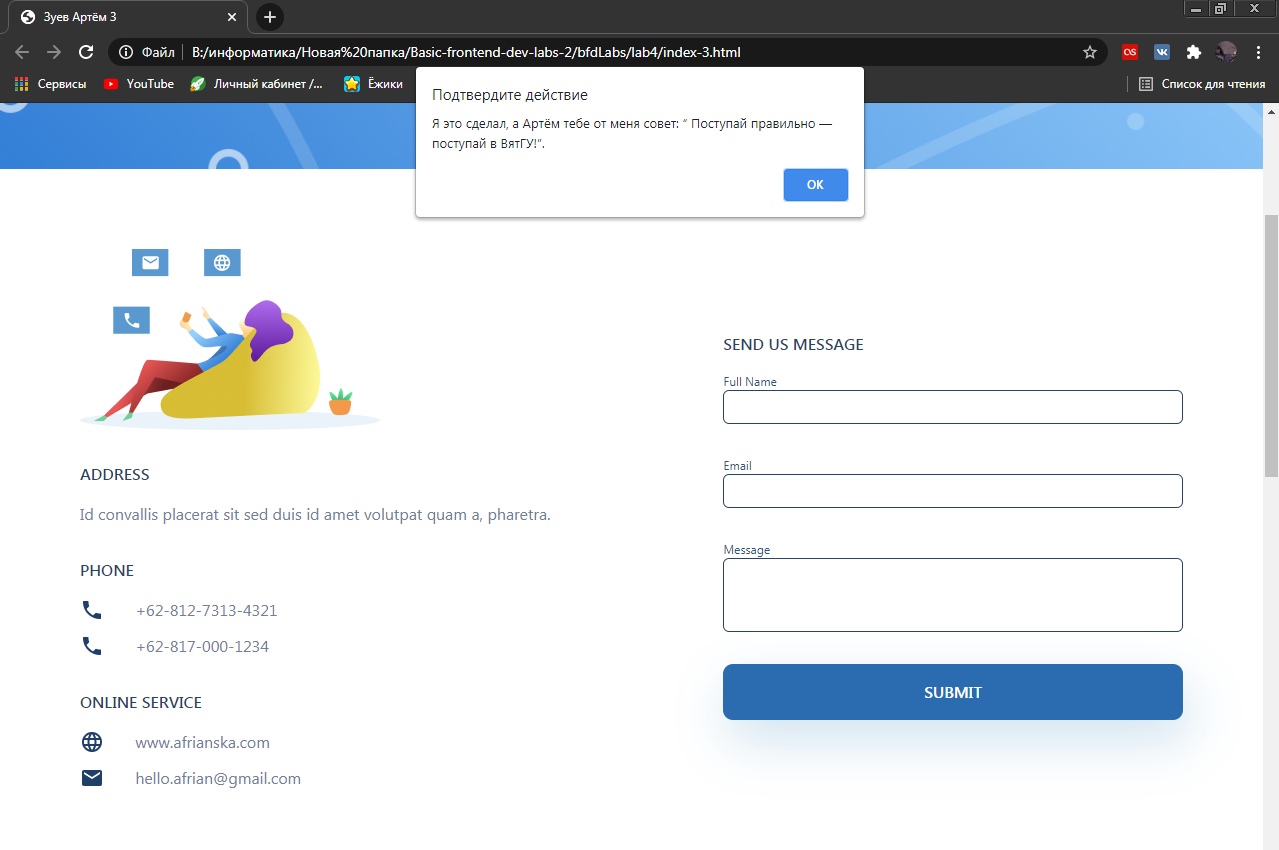 Зуев Артём 3
Файл
B:/информатика/Новая%20папка/Basic-frontend-dev-labs-2/bfdLabs/lab4/index-3.html
Сервисы
YouTube
Личный кабинет /...
Ёжики
Список для чтения
Подтвердите действие
Я это сделал, а Артём тебе от меня совет: “ Поступай правильно —
поступай в ВятГУ!”.
ОК
SEND US MESSAGE
Full Name
Email
Message
SUBMIT
ADDRESS
Id convallis placerat sit sed duis id amet volutpat quam a, pharetra.
PHONE
+62-812-7313-4321
+62-817-000-1234
ONLINE SERVICE
www.afrianska.com
hello.afrian@gmail.com